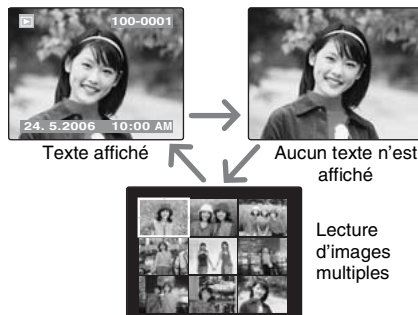 100-0001
24. 5.2006 10:00 AM
Texte affiché
Aucun texte n'est
affiché
Lecture
d'images
multiples